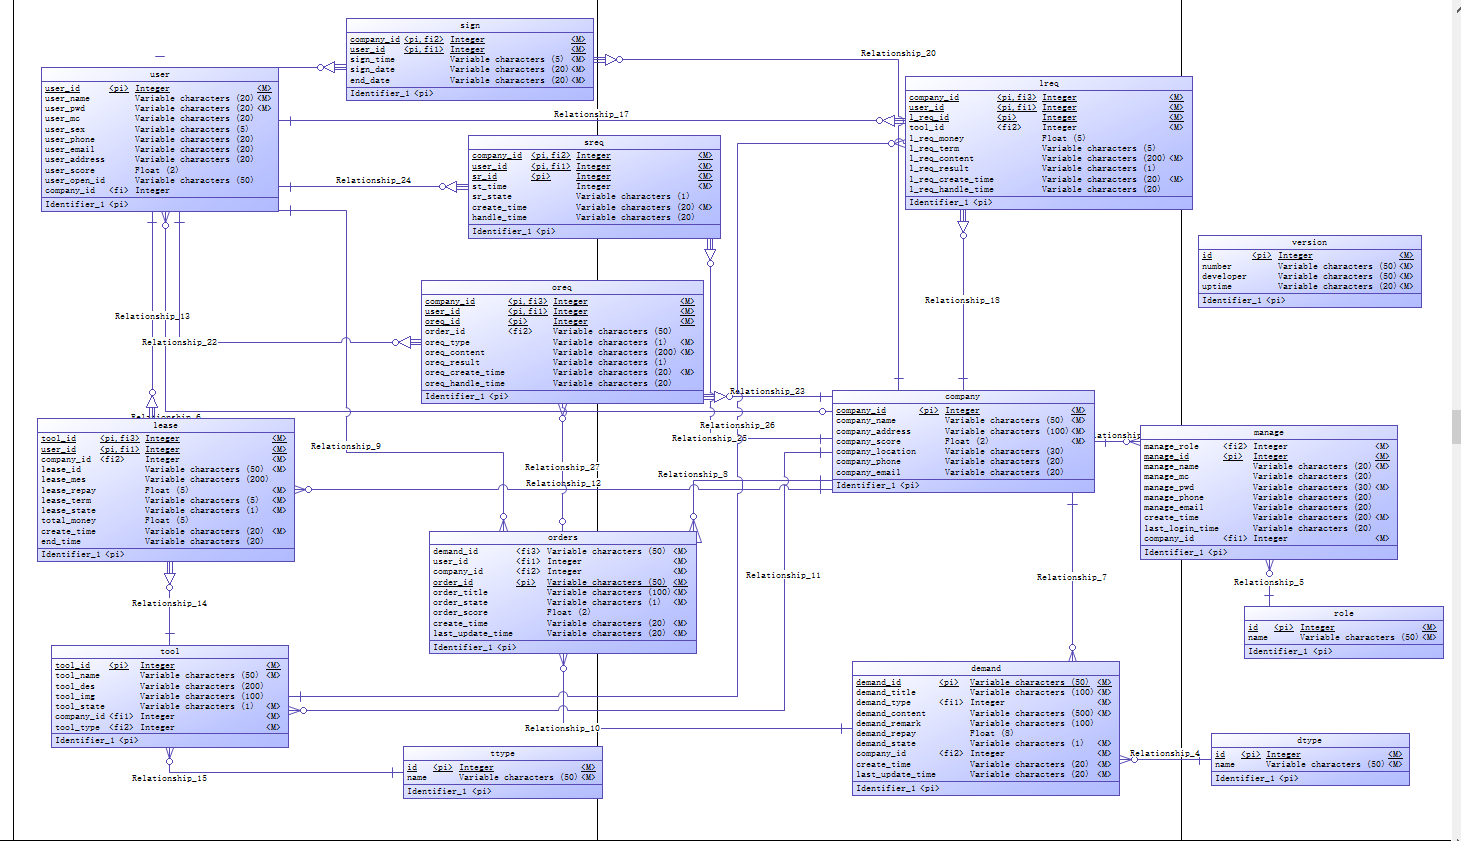 sign
company_id <pi,fi2> Integer <M>
user_id <pi,fi1> Integer <M>
sign_time Variable characters (5) <M>
sign_date Variable characters (20) <M>
end_date Variable characters (20) <M>
Identifier_1 <pi>
Relationship_20
user
user_id <pi> Integer <M>
user_name Variable characters (20) <M>
user_pwd Variable characters (20) <M>
user_mc Variable characters (20)
user_sex Variable characters (5)
user_phone Variable characters (20)
user_email Variable characters (20)
user_address Variable characters (20)
user_score Float (2)
user_open_id Variable characters (50)
company_id <fi> Integer
Identifier_1 <pi>
lreq
company_id <pi,fi3> Integer <M>
user_id <pi,fi1> Integer <M>
l_req_id <pi> Integer <M>
tool_id <fi2> Integer <M>
l_req_money Float (5)
l_req_term Variable characters (5)
l_req_content Variable characters (200) <M>
l_req_result Variable characters (1)
l_req_create_time Variable characters (20) <M>
l_req_handle_time Variable characters (20)
Identifier_1 <pi>
Relationship_17
sreq
company_id <pi,fi2> Integer <M>
user_id <pi,fi1> Integer <M>
sr_id <pi> Integer <M>
st_time Integer <M>
sr_state Variable characters (1)
create_time Variable characters (20) <M>
handle_time Variable characters (20)
Identifier_1 <pi>
Relationship_24
version
id <pi> Integer <M>
number Variable characters (50) <M>
developer Variable characters (50) <M>
uptime Variable characters (20) <M>
Identifier_1 <pi>
oreq
company_id <pi,fi3> Integer <M>
user_id <pi,fi1> Integer <M>
oreq_id <pi> Integer <M>
order_id <fi2> Variable characters (50)
oreq_type Variable characters (1) <M>
oreq_content Variable characters (200) <M>
oreq_result Variable characters (1)
oreq_create_time Variable characters (20) <M>
oreq_handle_time Variable characters (20)
Identifier_1 <pi>
Relationship_18
Relationship_13
Relationship_22
Relationship_23
company
company_id <pi> Integer <M>
company_name Variable characters (50) <M>
company_address Variable characters (100) <M>
company_score Float (2) <M>
company_location Variable characters (30)
company_phone Variable characters (20)
company_email Variable characters (20)
Identifier_1 <pi>
Relationship_6
Relationship_26
Relationship_25
Relationship_9
lease
tool_id <pi,fi3> Integer <M>
user_id <pi,fi1> Integer <M>
company_id <fi2> Integer <M>
lease_id Variable characters (50) <M>
lease_mes Variable characters (200)
lease_repay Float (5) <M>
lease_term Variable characters (5) <M>
lease_state Variable characters (1) <M>
total_money Float (5)
create_time Variable characters (20) <M>
end_time Variable characters (20)
Identifier_1 <pi>
manage
manage_role <fi2> Integer <M>
manage_id <pi> Integer <M>
manage_name Variable characters (20) <M>
manage_mc Variable characters (20)
manage_pwd Variable characters (30) <M>
manage_phone Variable characters (20)
manage_email Variable characters (20)
create_time Variable characters (20) <M>
last_login_time Variable characters (20)
company_id <fi1> Integer <M>
Identifier_1 <pi>
ationship
Relationship_27
Relationship_12
Relationship_8
orders
demand_id <fi3> Variable characters (50) <M>
user_id <fi1> Integer <M>
company_id <fi2> Integer <M>
order_id <pi> Variable characters (50) <M>
order_title Variable characters (100) <M>
order_state Variable characters (1) <M>
order_score Float (2)
create_time Variable characters (20) <M>
last_update_time Variable characters (20) <M>
Identifier_1 <pi>
Relationship_11
Relationship_7
Relationship_5
Relationship_14
role
id <pi> Integer <M>
name Variable characters (50) <M>
Identifier_1 <pi>
tool
tool_id <pi> Integer <M>
tool_name Variable characters (50) <M>
tool_des Variable characters (200)
tool_img Variable characters (100)
tool_state Variable characters (1) <M>
company_id <fi1> Integer <M>
tool_type <fi2> Integer <M>
Identifier_1 <pi>
demand
demand_id <pi> Variable characters (50) <M>
demand_title Variable characters (100) <M>
demand_type <fi1> Integer <M>
demand_content Variable characters (500) <M>
demand_remark Variable characters (100)
demand_repay Float (8)
demand_state Variable characters (1) <M>
company_id <fi2> Integer <M>
create_time Variable characters (20) <M>
last_update_time Variable characters (20) <M>
Identifier_1 <pi>
Relationship_10
Relationship_4
dtype
id <pi> Integer <M>
name Variable characters (50) <M>
Identifier_1 <pi>
ttype
id <pi> Integer <M>
name Variable characters (50) <M>
Identifier_1 <pi>
Relationship_15